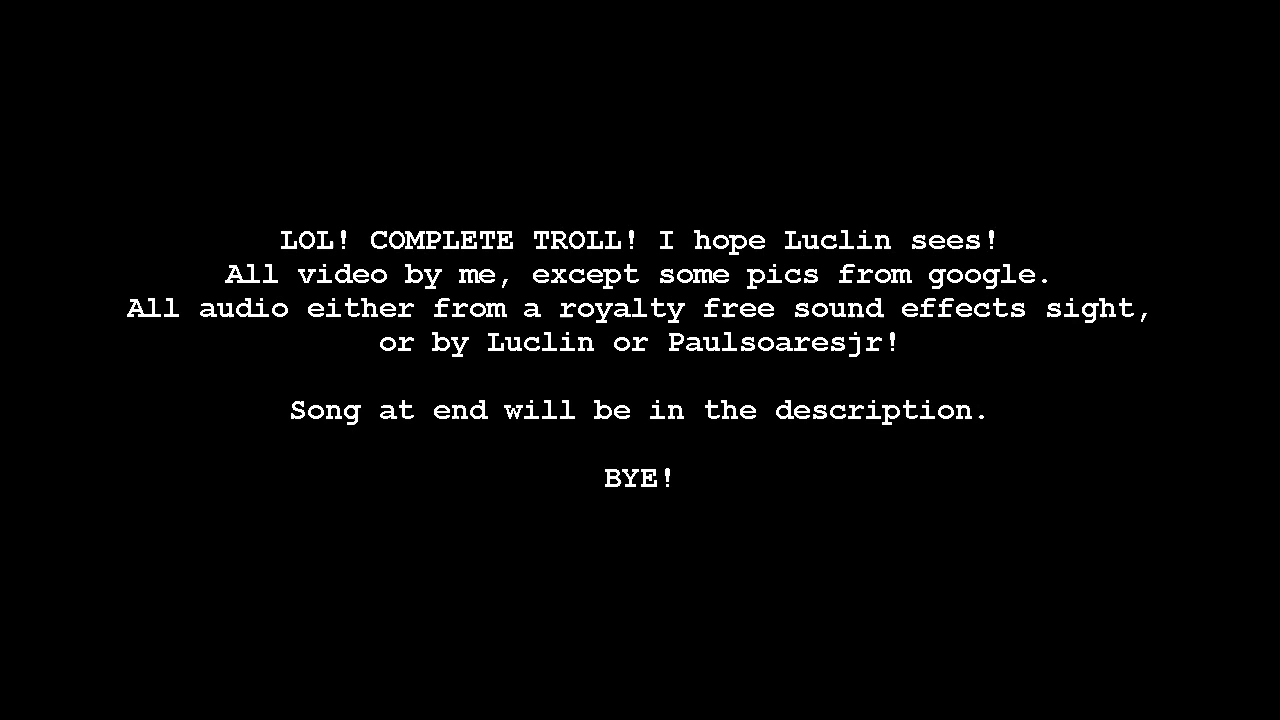 LOL! COMPLETE TROLL! I hope Luclin sees!
All video by me, except some pics from google.
All audio either from a royalty free sound effects sight,
or by Luclin or Paulsoaresjr!
Song at end will be in the description.
BYE!